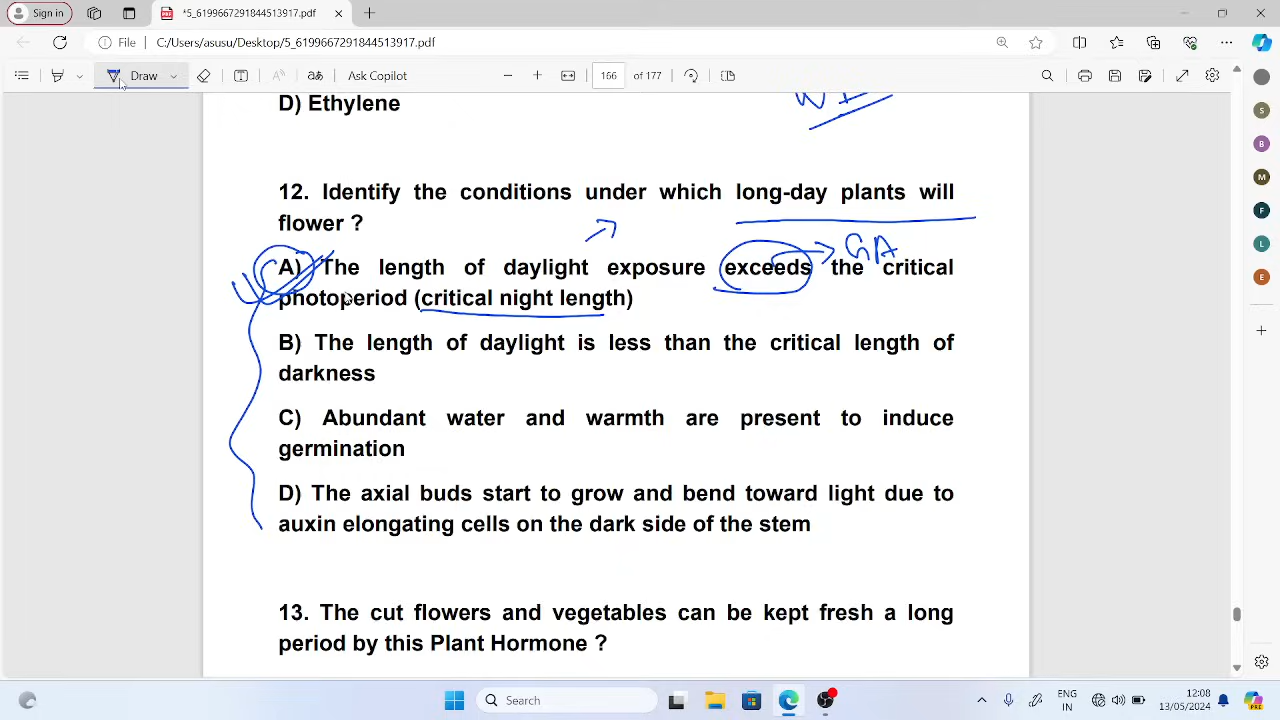 Sign in
*5_6199667291844513917.pdf
File
C:/Users/asusu/Desktop/5_6199667291844513917.pdf
Draw
166 of 177
Ask Copilot
D) Ethylene
12. Identify the conditions under which long-day plants will
flower ?
GA
A) The length of daylight exposure exceeds the critical
photoperiod (critical night length)
B) The length of daylight is less than the critical length of
darkness
C) Abundant water and warmth are present to induce
germination
D) The axial buds start to grow and bend toward light due to
auxin elongating cells on the dark side of the stem
13. The cut flowers and vegetables can be kept fresh a long
period by this Plant Hormone ?
S
B
M
F
L
E
Search
ENG
IN
12:08
13/05/2024